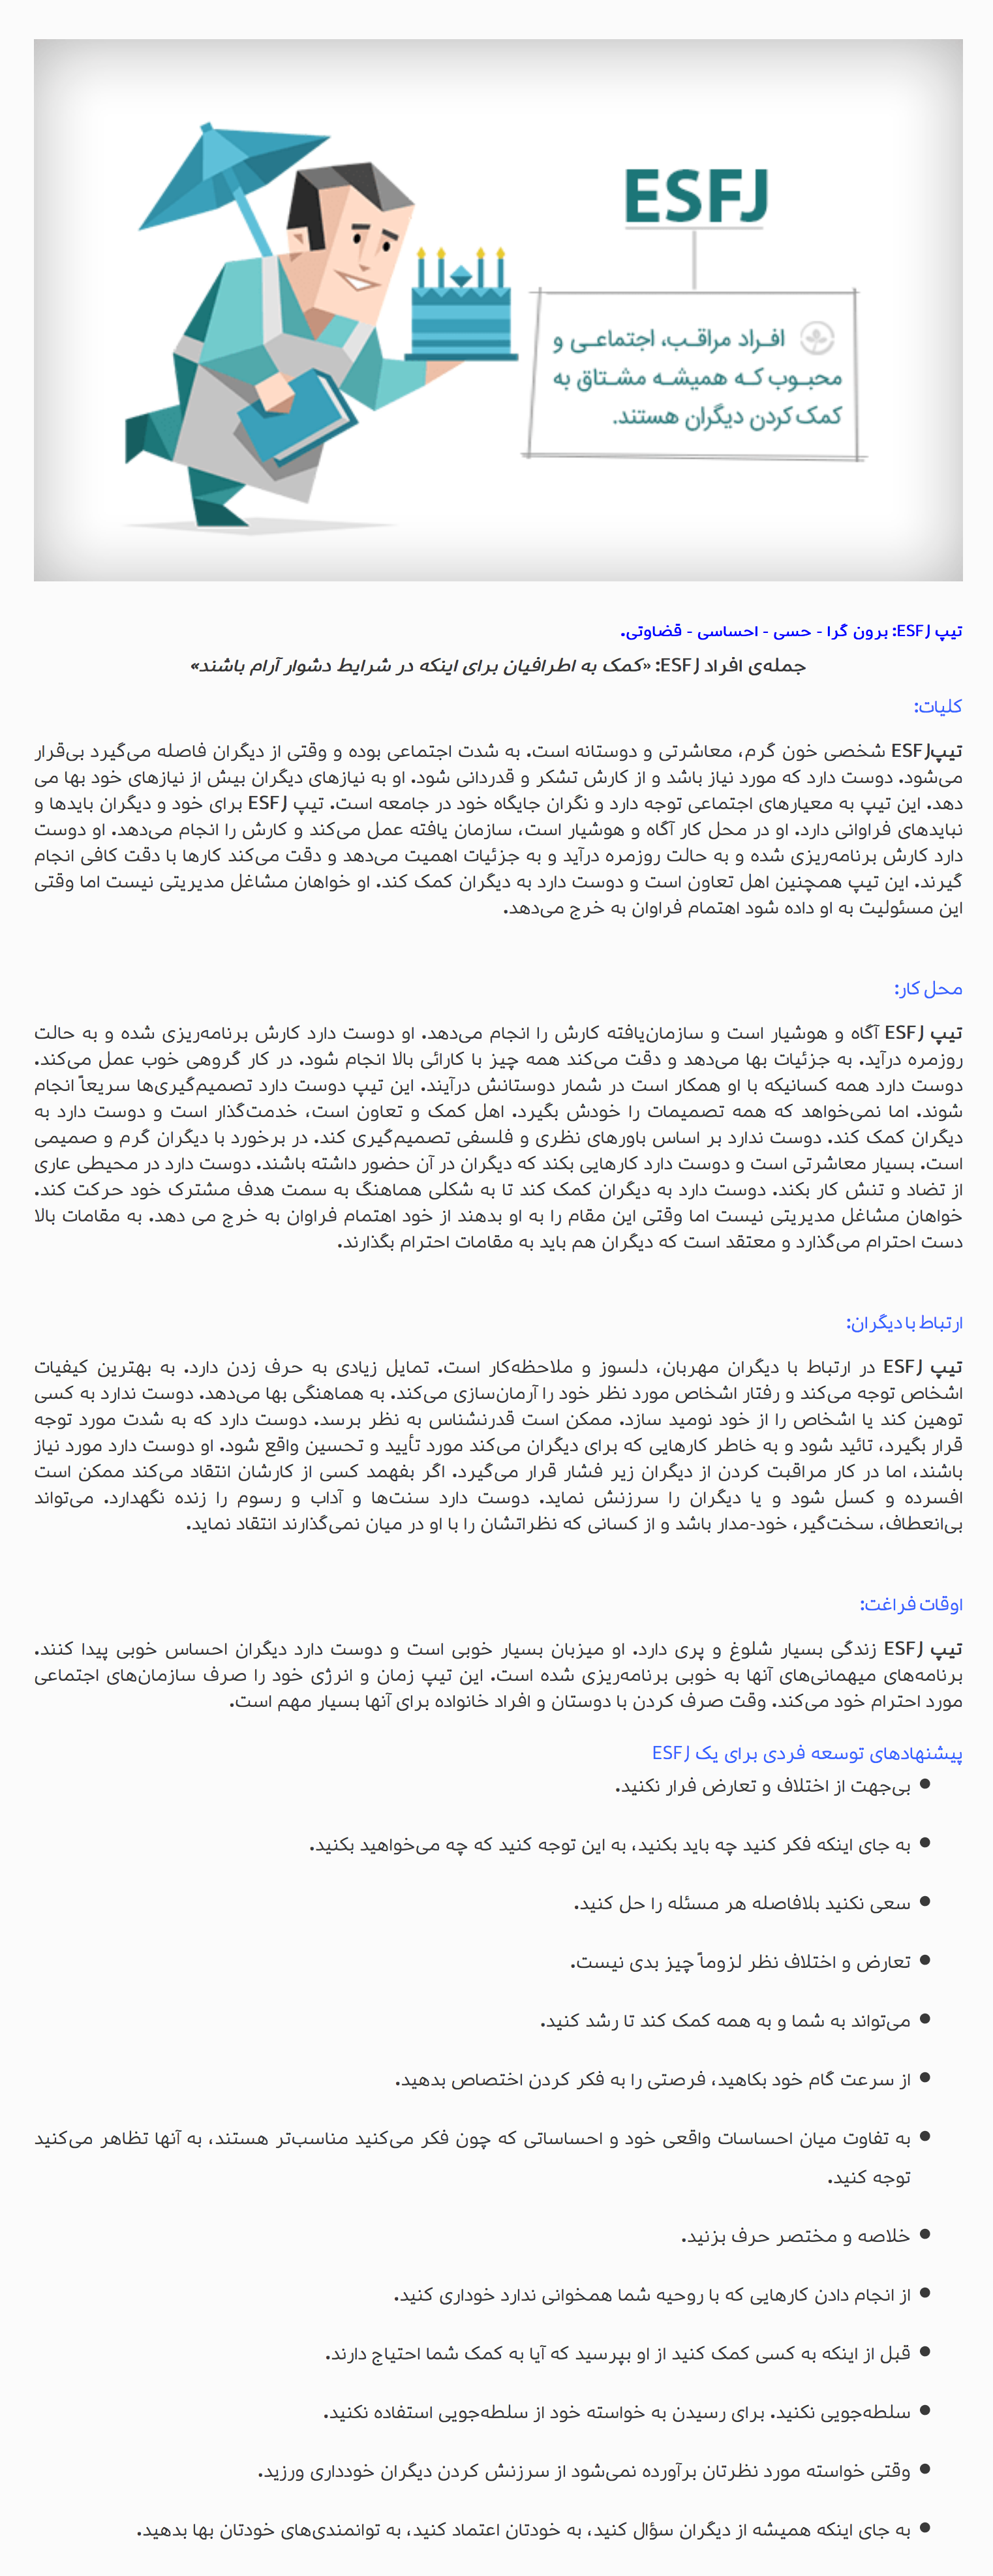 ESFJ
افراد مراقب، اجتماعی و
محبوب که همیشه مشتاق به
کمک کردن دیگران هستند.
تیپ ESFJ: برون گرا - حسی - احساسی - قضاوتی.
جمله‌ی افراد ESFJ: «کمک به اطرافیان برای اینکه در شرایط دشوار آرام باشند»
کلیات:
تیپESFJ شخصی خون گرم، معاشرتی و دوستانه است. به شدت اجتماعی بوده و وقتی از دیگران فاصله می‌گیرد بی‌قرار
می‌شود. دوست دارد که مورد نیاز باشد و از کارش تشکر و قدردانی شود. او به نیازهای دیگران بیش از نیازهای خود بها می
دهد. این تیپ به معیارهای اجتماعی توجه دارد و نگران جایگاه خود در جامعه است. تیپ ESFJ برای خود و دیگران بایدها و
نبایدهای فراوانی دارد. او در محل کار آگاه و هوشیار است، سازمان یافته عمل می‌کند و کارش را انجام می‌دهد. او دوست
دارد کارش برنامه‌ریزی شده و به حالت روزمره درآید و به جزئیات اهمیت می‌دهد و دقت می‌کند کارها با دقت کافی انجام
گیرند. این تیپ همچنین اهل تعاون است و دوست دارد به دیگران کمک کند. او خواهان مشاغل مدیریتی نیست اما وقتی
این مسئولیت به او داده شود اهتمام فراوان به خرج می‌دهد.
محل کار:
تیپ ESFJ آگاه و هوشیار است و سازمان‌یافته کارش را انجام می‌دهد. او دوست دارد کارش برنامه‌ریزی شده و به حالت
روزمره درآید. به جزئیات بها می‌دهد و دقت می‌کند همه چیز با کارائی بالا انجام شود. در کار گروهی خوب عمل می‌کند.
دوست دارد همه کسانیکه با او همکار است در شمار دوستانش درآیند. این تیپ دوست دارد تصمیم‌گیری‌ها سریعاً انجام
شوند. اما نمی‌خواهد که همه تصمیمات را خودش بگیرد. اهل کمک و تعاون است، خدمت‌گذار است و دوست دارد به
دیگران کمک کند. دوست ندارد بر اساس باورهای نظری و فلسفی تصمیم‌گیری کند. در برخورد با دیگران گرم و صمیمی
است. بسیار معاشرتی است و دوست دارد کارهایی بکند که دیگران در آن حضور داشته باشند. دوست دارد در محیطی عاری
از تضاد و تنش کار بکند. دوست دارد به دیگران کمک کند تا به شکلی هماهنگ به سمت هدف مشترک خود حرکت کند.
خواهان مشاغل مدیریتی نیست اما وقتی این مقام را به او بدهند از خود اهتمام فراوان به خرج می دهد. به مقامات بالا
دست احترام می‌گذارد و معتقد است که دیگران هم باید به مقامات احترام بگذارند.
ارتباط با دیگران:
تیپ ESFJ در ارتباط با دیگران مهربان، دلسوز و ملاحظه‌کار است. تمایل زیادی به حرف زدن دارد. به بهترین کیفیات
اشخاص توجه می‌کند و رفتار اشخاص مورد نظر خود را آرمان‌سازی می‌کند. به هماهنگی بها می‌دهد. دوست ندارد به کسی
توهین کند یا اشخاص را از خود نومید سازد. ممکن است قدرنشناس به نظر برسد. دوست دارد که به شدت مورد توجه
قرار بگیرد، تائید شود و به خاطر کارهایی که برای دیگران می‌کند مورد تأیید و تحسین واقع شود. او دوست دارد مورد نیاز
باشند، اما در کار مراقبت کردن از دیگران زیر فشار قرار می‌گیرد. اگر بفهمد کسی از کارشان انتقاد می‌کند ممکن است
افسرده و کسل شود و یا دیگران را سرزنش نماید. دوست دارد سنت‌ها و آداب و رسوم را زنده نگهدارد. می‌تواند
بی‌انعطاف، سخت‌گیر، خود-مدار باشد و از کسانی که نظراتشان را با او در میان نمی‌گذارند انتقاد نماید.
اوقات فراغت:
تیپ ESFJ زندگی بسیار شلوغ و پری دارد. او میزبان بسیار خوبی است و دوست دارد دیگران احساس خوبی پیدا کنند.
برنامه‌های میهمانی‌های آنها به خوبی برنامه‌ریزی شده است. این تیپ زمان و انرژی خود را صرف سازمان‌های اجتماعی
مورد احترام خود می‌کند. وقت صرف کردن با دوستان و افراد خانواده برای آنها بسیار مهم است.
پیشنهادهای توسعه فردی برای یک ESFJ
● بی‌جهت از اختلاف و تعارض فرار نکنید.
● به جای اینکه فکر کنید چه باید بکنید، به این توجه کنید که چه می‌خواهید بکنید.
● سعی نکنید بلافاصله هر مسئله را حل کنید.
● تعارض و اختلاف نظر لزوماً چیز بدی نیست.
● می‌تواند به شما و به همه کمک کند تا رشد کنید.
● از سرعت گام خود بکاهید، فرصتی را به فکر کردن اختصاص بدهید.
● به تفاوت میان احساسات واقعی خود و احساساتی که چون فکر می‌کنید مناسب‌تر هستند، به آنها تظاهر می‌کنید
توجه کنید.
● خلاصه و مختصر حرف بزنید.
● از انجام دادن کارهایی که با روحیه شما همخوانی ندارد خوداری کنید.
● قبل از اینکه به کسی کمک کنید از او بپرسید که آیا به کمک شما احتیاج دارند.
● سلطه‌جویی نکنید. برای رسیدن به خواسته خود از سلطه‌جویی استفاده نکنید.
● وقتی خواسته مورد نظرتان برآورده نمی‌شود از سرزنش کردن دیگران خودداری ورزید.
● به جای اینکه همیشه از دیگران سؤال کنید، به خودتان اعتماد کنید، به توانمندی‌های خودتان بها بدهید.